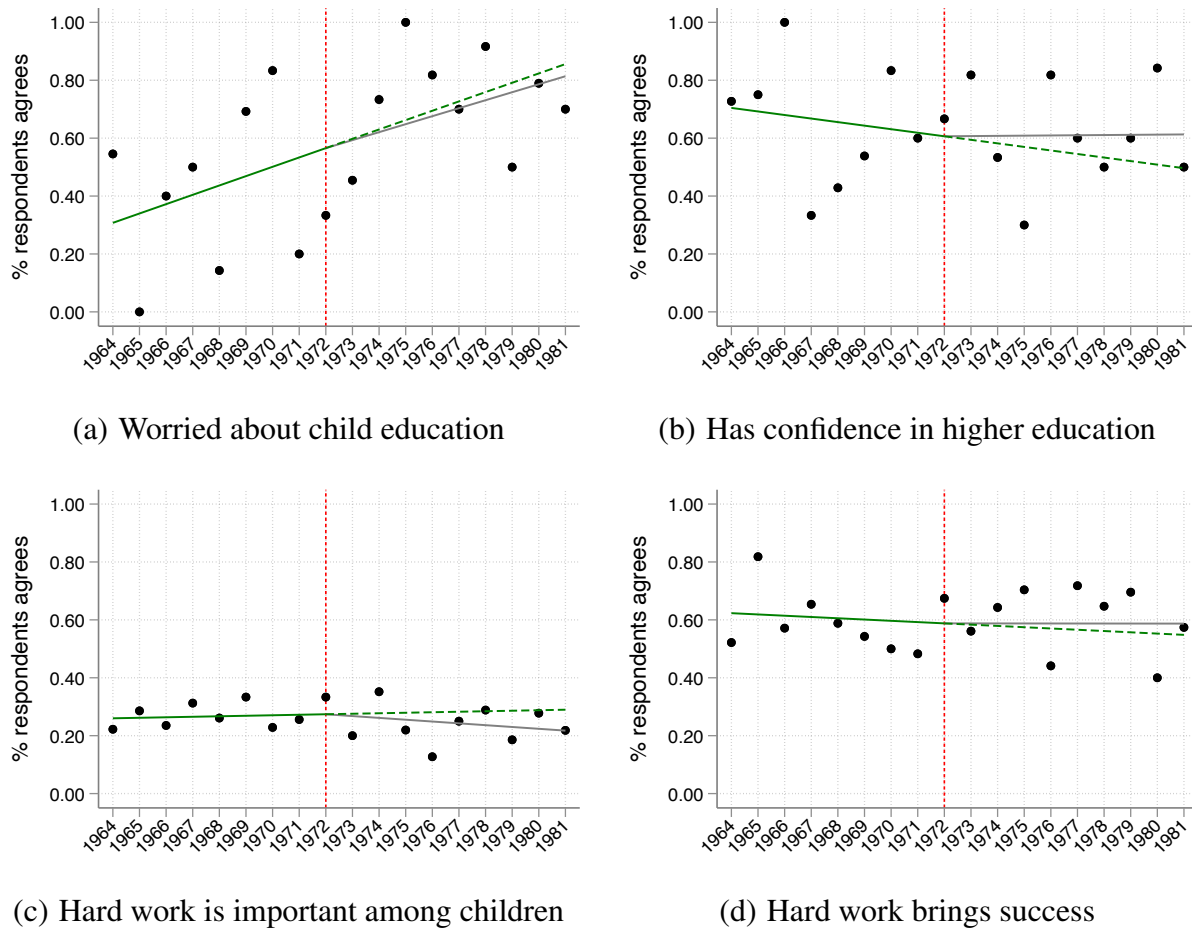 % respondents agrees
1.00
0.80
0.60
0.40
0.20
0.00
1964 1965 1966 1967 1968 1969 1970 1971 1972 1973 1974 1975 1976 1977 1978 1979 1980 1981
(a) Worried about child education
% respondents agrees
1.00
0.80
0.60
0.40
0.20
0.00
1964 1965 1966 1967 1968 1969 1970 1971 1972 1973 1974 1975 1976 1977 1978 1979 1980 1981
(b) Has confidence in higher education
% respondents agrees
1.00
0.80
0.60
0.40
0.20
0.00
1964 1965 1966 1967 1968 1969 1970 1971 1972 1973 1974 1975 1976 1977 1978 1979 1980 1981
(c) Hard work is important among children
% respondents agrees
1.00
0.80
0.60
0.40
0.20
0.00
1964 1965 1966 1967 1968 1969 1970 1971 1972 1973 1974 1975 1976 1977 1978 1979 1980 1981
(d) Hard work brings success